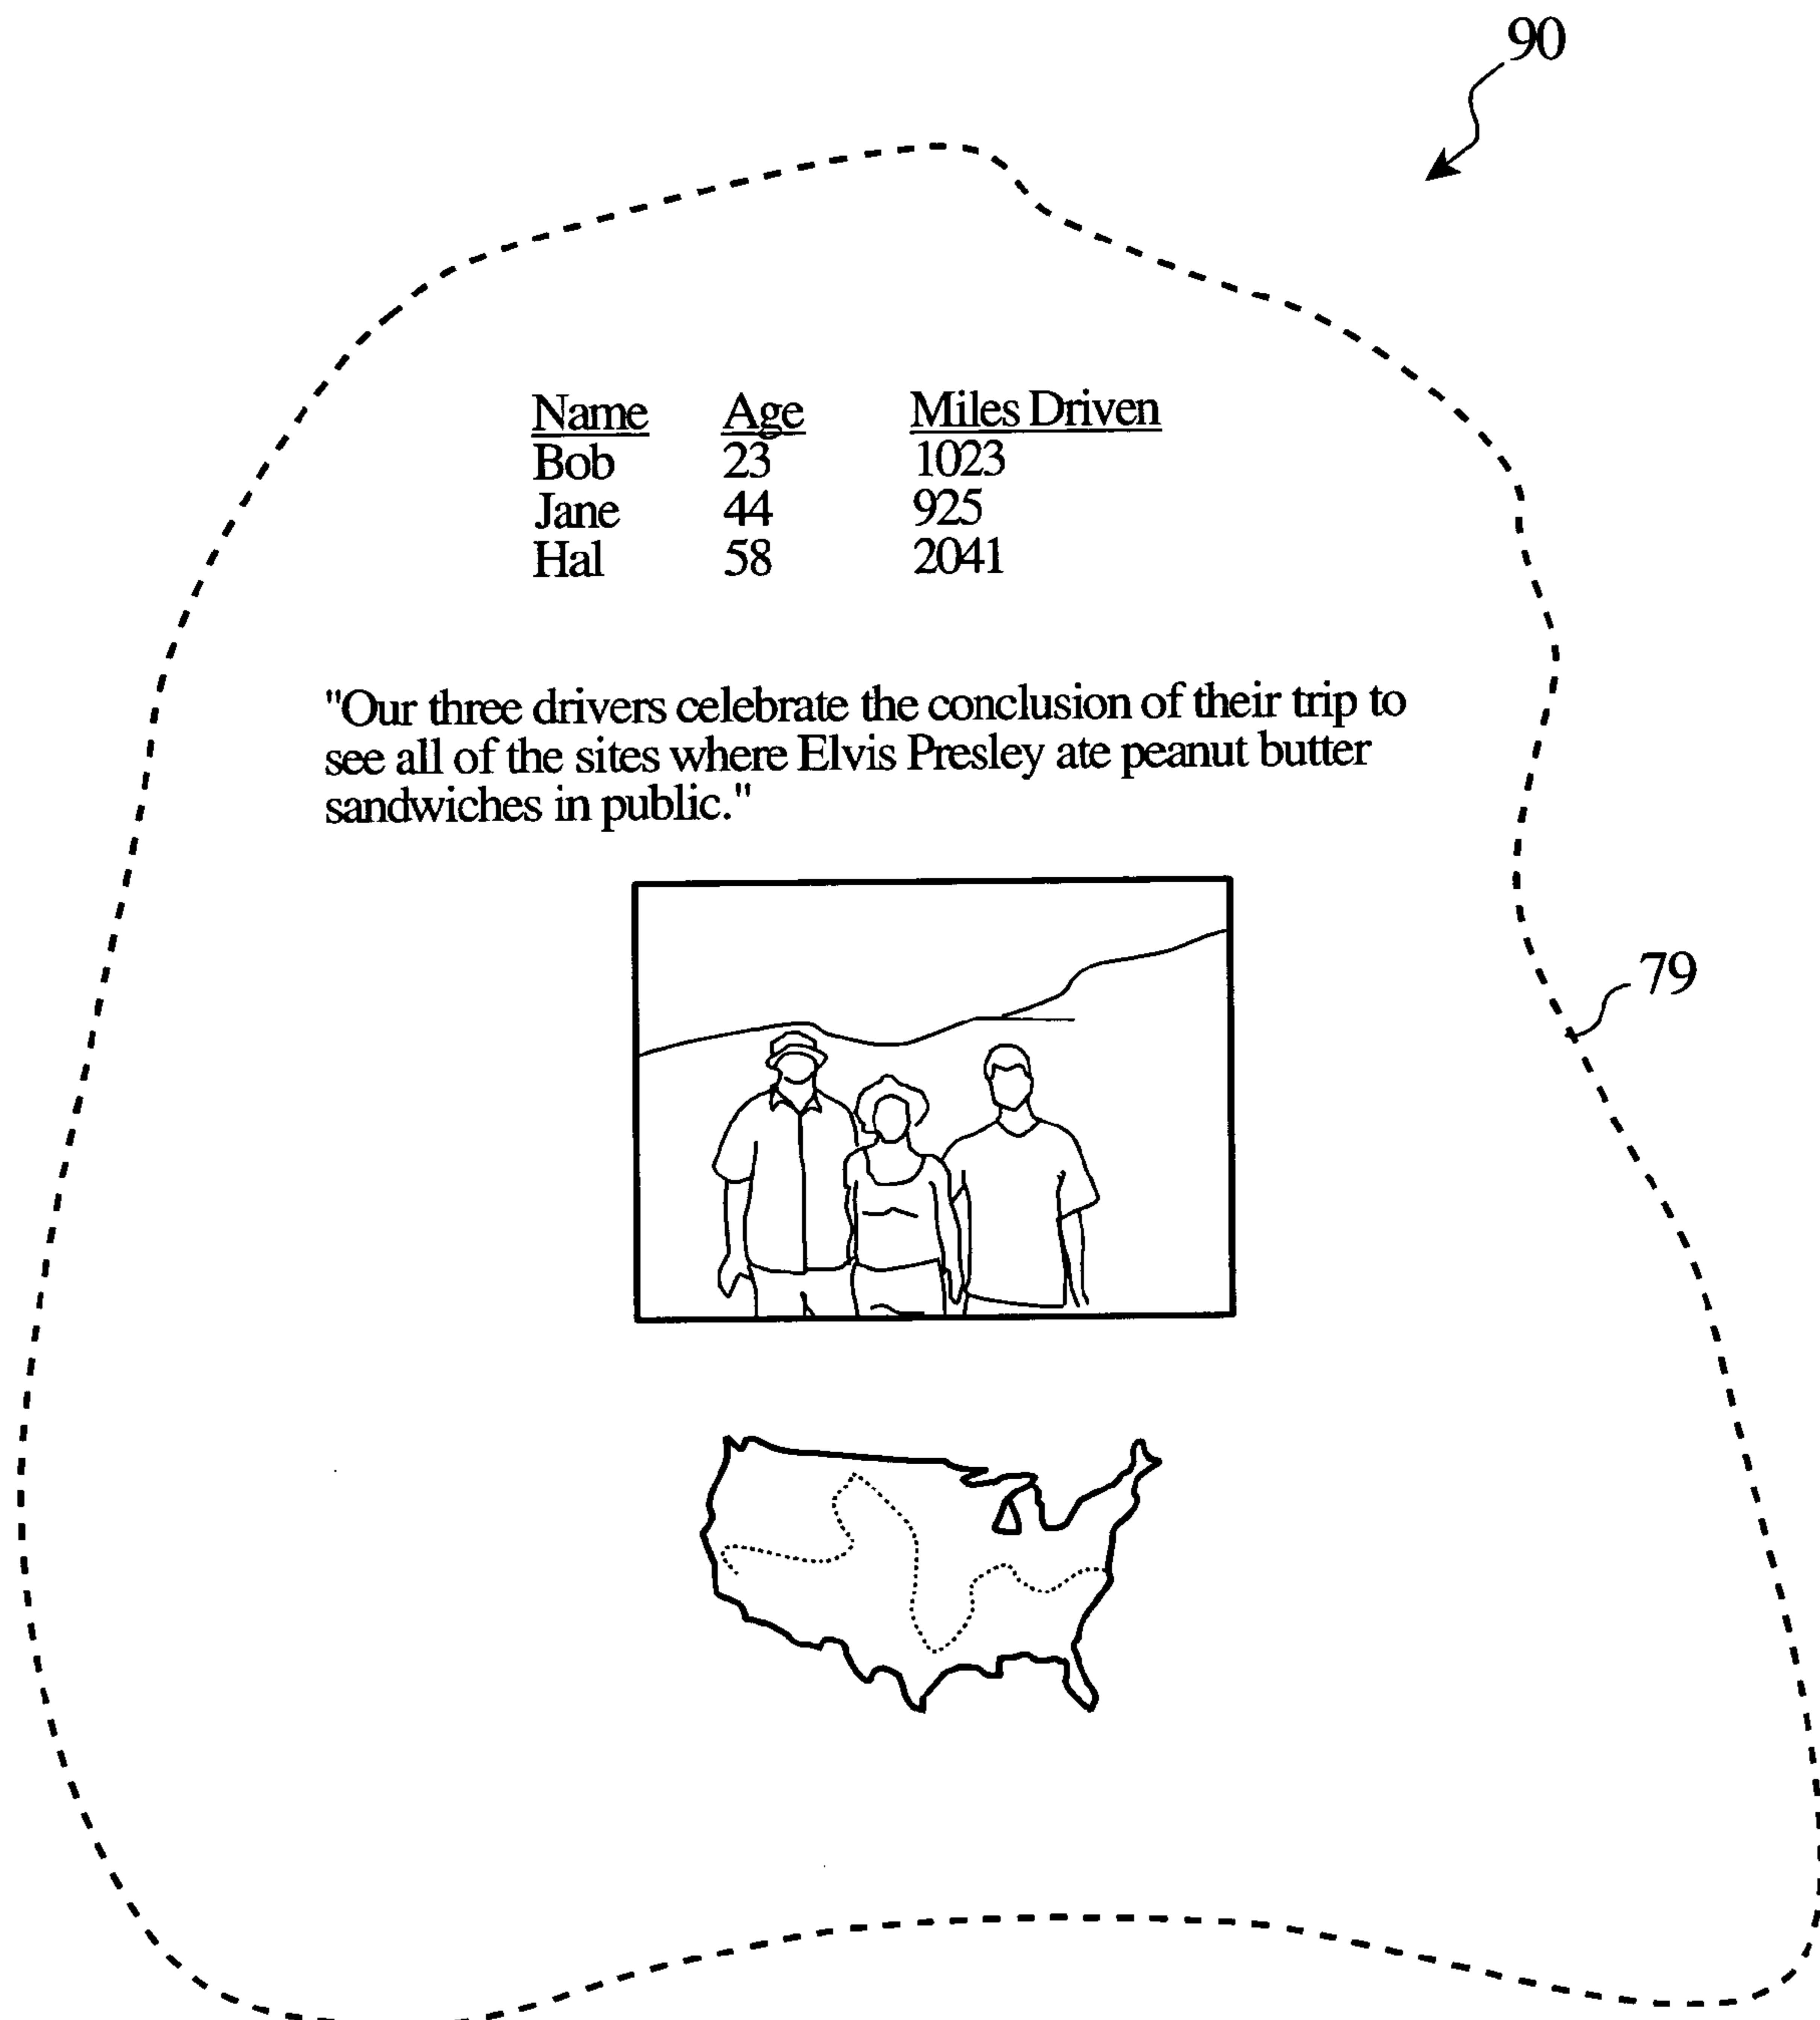 90
Name Age Miles Driven
Bob 23 1023
Jane 44 925
Hal 58 2041
"Our three drivers celebrate the conclusion of their trip to
see all of the sites where Elvis Presley ate peanut butter
sandwiches in public."
79